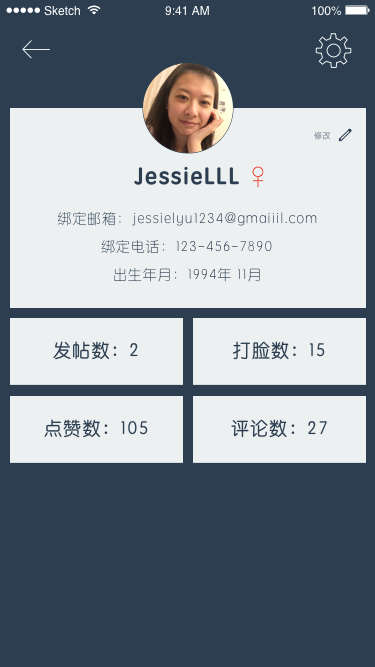 Sketch 9:41 AM 100%
修改
JessieLLL ♀
绑定邮箱：jessielyu1234@gmaiiil.com
绑定电话：123-456-7890
出生年月：1994年 11月
发帖数：2 打脸数：15
点赞数：105 评论数：27